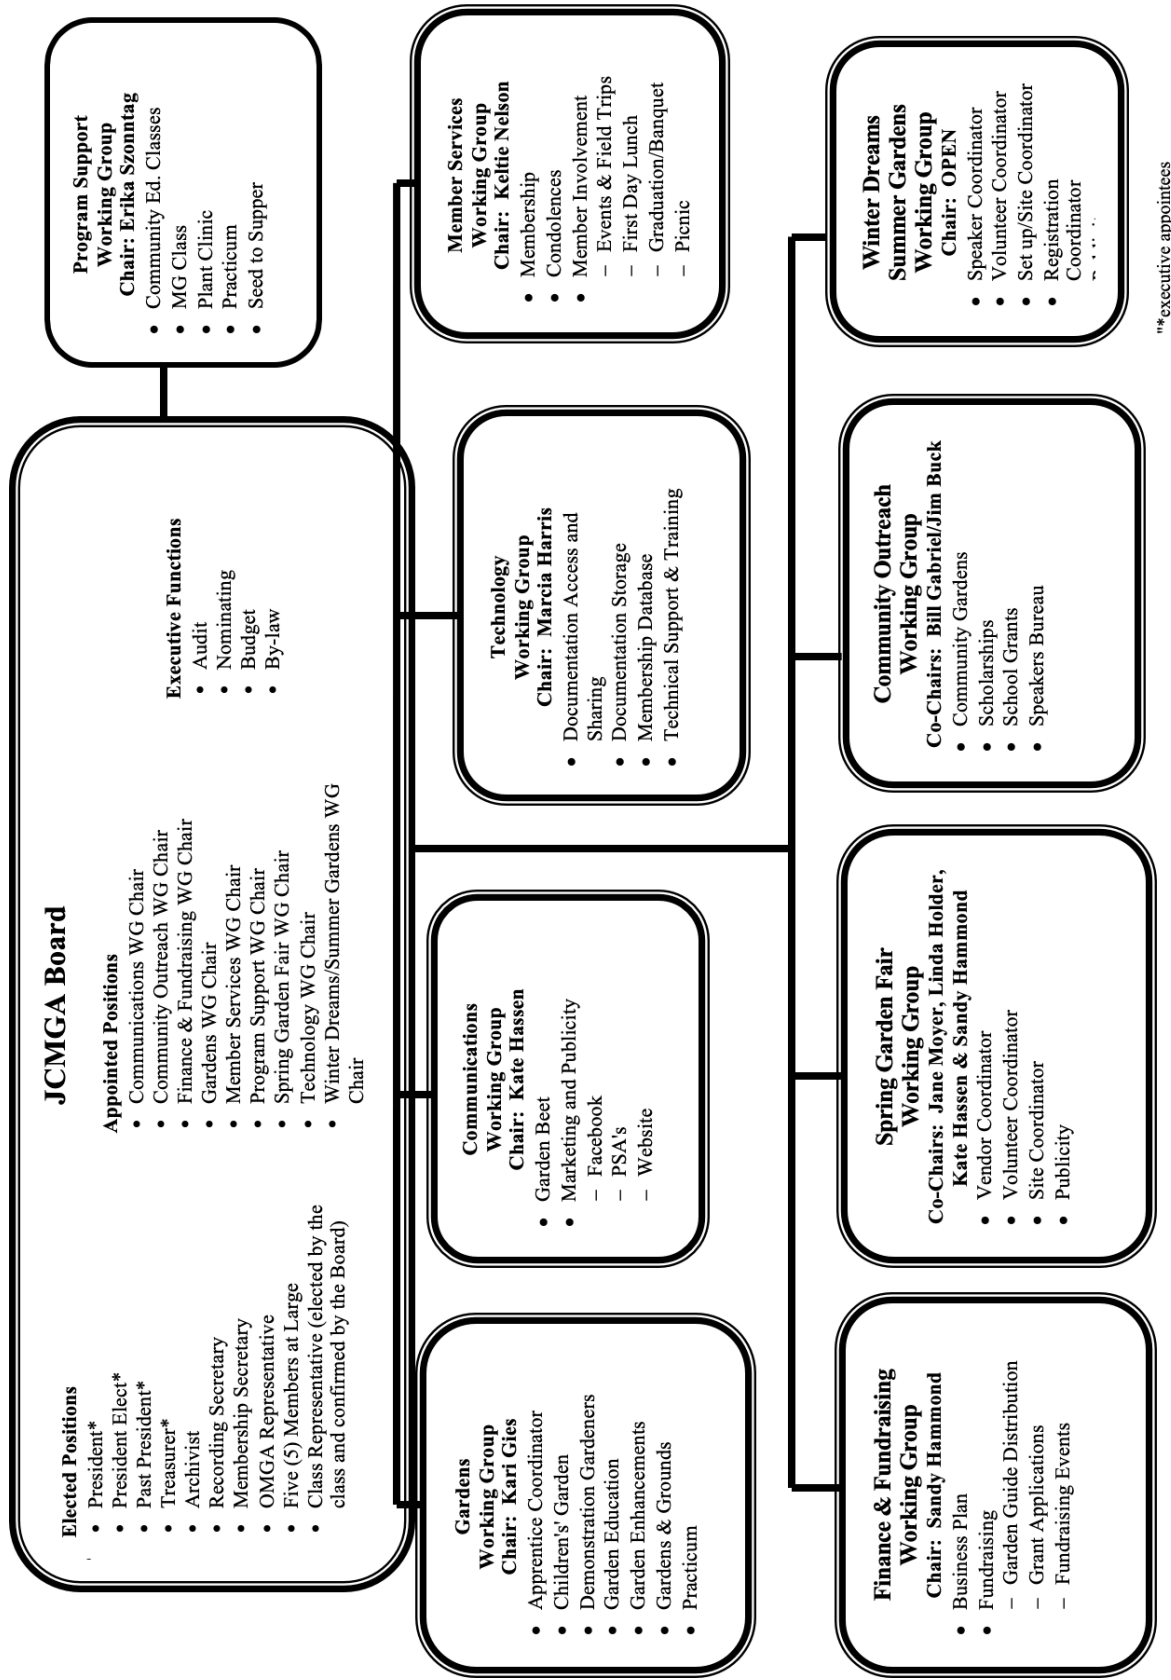 JCMGA Board
Elected Positions
• President*
• President Elect*
• Past President*
• Treasurer*
• Archivist
• Recording Secretary
• Membership Secretary
• OMGA Representative
• Five (5) Members at Large
• Class Representative (elected by the
class and confirmed by the Board)
Appointed Positions
• Communications WG Chair
• Community Outreach WG Chair
• Finance & Fundraising WG Chair
• Gardens WG Chair
• Member Services WG Chair
• Program Support WG Chair
• Spring Garden Fair WG Chair
• Technology WG Chair
• Winter Dreams/Summer Gardens WG
Chair
Executive Functions
• Audit
• Nominating
• Budget
• By-law
Program Support
Working Group
Chair: Erika Szonntag
• Community Ed. Classes
• MG Class
• Plant Clinic
• Practicum
• Seed to Supper
Gardens
Working Group
Chair: Kari Gies
• Apprentice Coordinator
• Children's' Garden
• Demonstration Gardeners
• Garden Education
• Garden Enhancements
• Gardens & Grounds
• Practicum
Communications
Working Group
Chair: Kate Hassen
• Garden Beet
• Marketing and Publicity
– Facebook
– PSA's
– Website
Technology
Working Group
Chair: Marcia Harris
• Documentation Access and
Sharing
• Documentation Storage
• Membership Database
• Technical Support & Training
Member Services
Working Group
Chair: Keltie Nelson
• Membership
• Condolences
• Member Involvement
– Events & Field Trips
– First Day Lunch
– Graduation/Banquet
– Picnic
Finance & Fundraising
Working Group
Chair: Sandy Hammond
• Business Plan
• Fundraising
– Garden Guide Distribution
– Grant Applications
– Fundraising Events
Spring Garden Fair
Working Group
Co-Chairs: Jane Moyer, Linda Holder,
Kate Hassen & Sandy Hammond
• Vendor Coordinator
• Volunteer Coordinator
• Site Coordinator
• Publicity
Community Outreach
Working Group
Co-Chairs: Bill Gabriel/Jim Buck
• Community Gardens
• Scholarships
• School Grants
• Speakers Bureau
Winter Dreams
Summer Gardens
Working Group
Chair: OPEN
• Speaker Coordinator
• Volunteer Coordinator
• Set up/Site Coordinator
• Registration
Coordinator
"*executive appointees